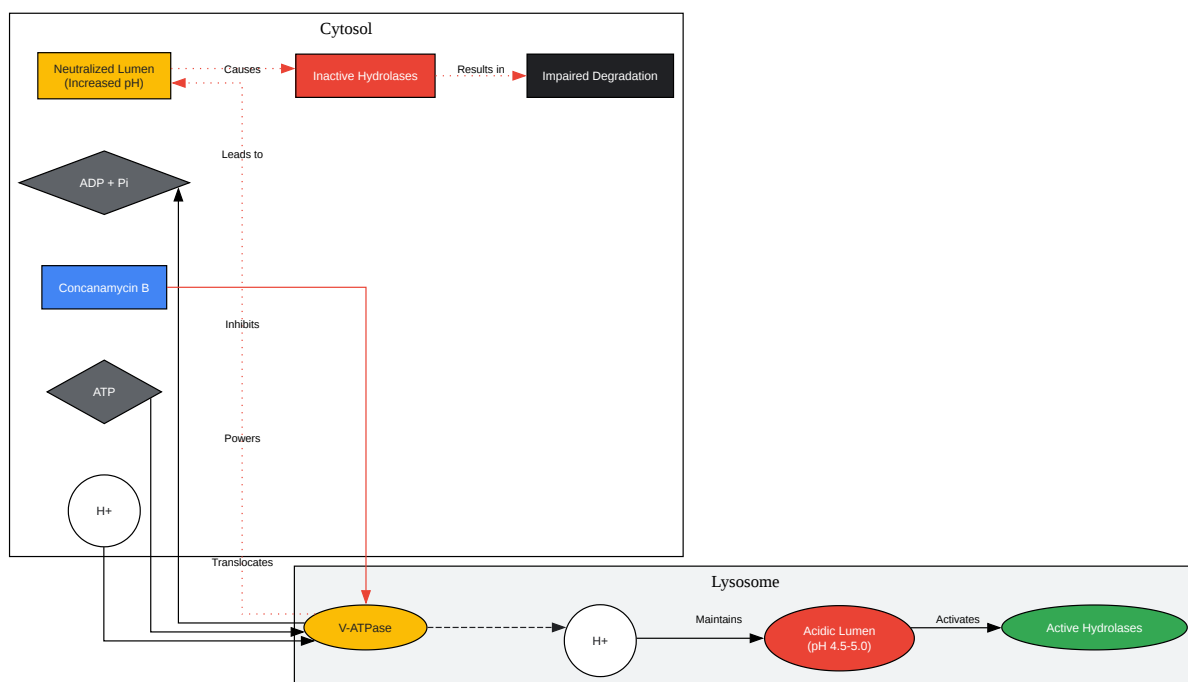 Cytosol
Neutralized Lumen
(Increased pH)
Causes
Inactive Hydrolases
Results in
Impaired Degradation
Leads to
ADP + Pi
Concanamycin B
Inhibits
ATP
Powers
H+
Translocates
Lysosome
V-ATPase
H+
Maintains
Acidic Lumen
(pH 4.5-5.0)
Activates
Active Hydrolases